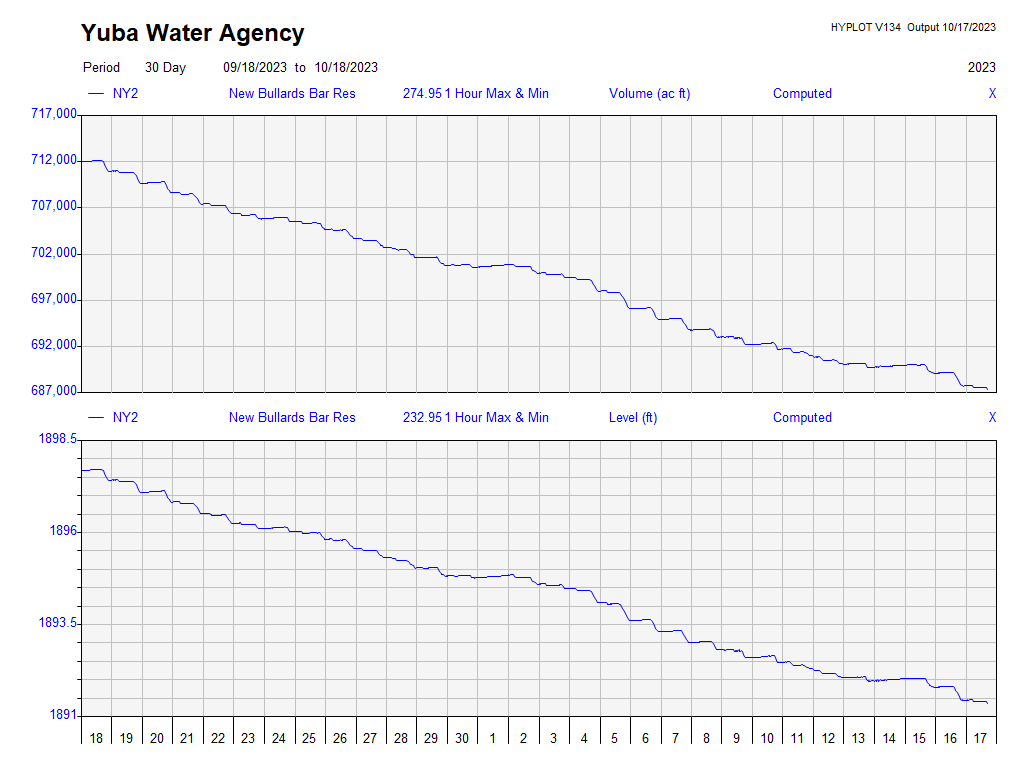 Yuba Water Agency
HYPLOT V134 Output 10/17/2023
Period 30 Day 09/18/2023 to 10/18/2023 2023
NY2 New Bullards Bar Res 274.95 1 Hour Max & Min Volume (ac ft) Computed X
717,000
712,000
707,000
702,000
697,000
692,000
687,000
NY2 New Bullards Bar Res 232.95 1 Hour Max & Min Level (ft) Computed X
1898.5
1896
1893.5
1891
18 19 20 21 22 23 24 25 26 27 28 29 30 1 2 3 4 5 6 7 8 9 10 11 12 13 14 15 16 17